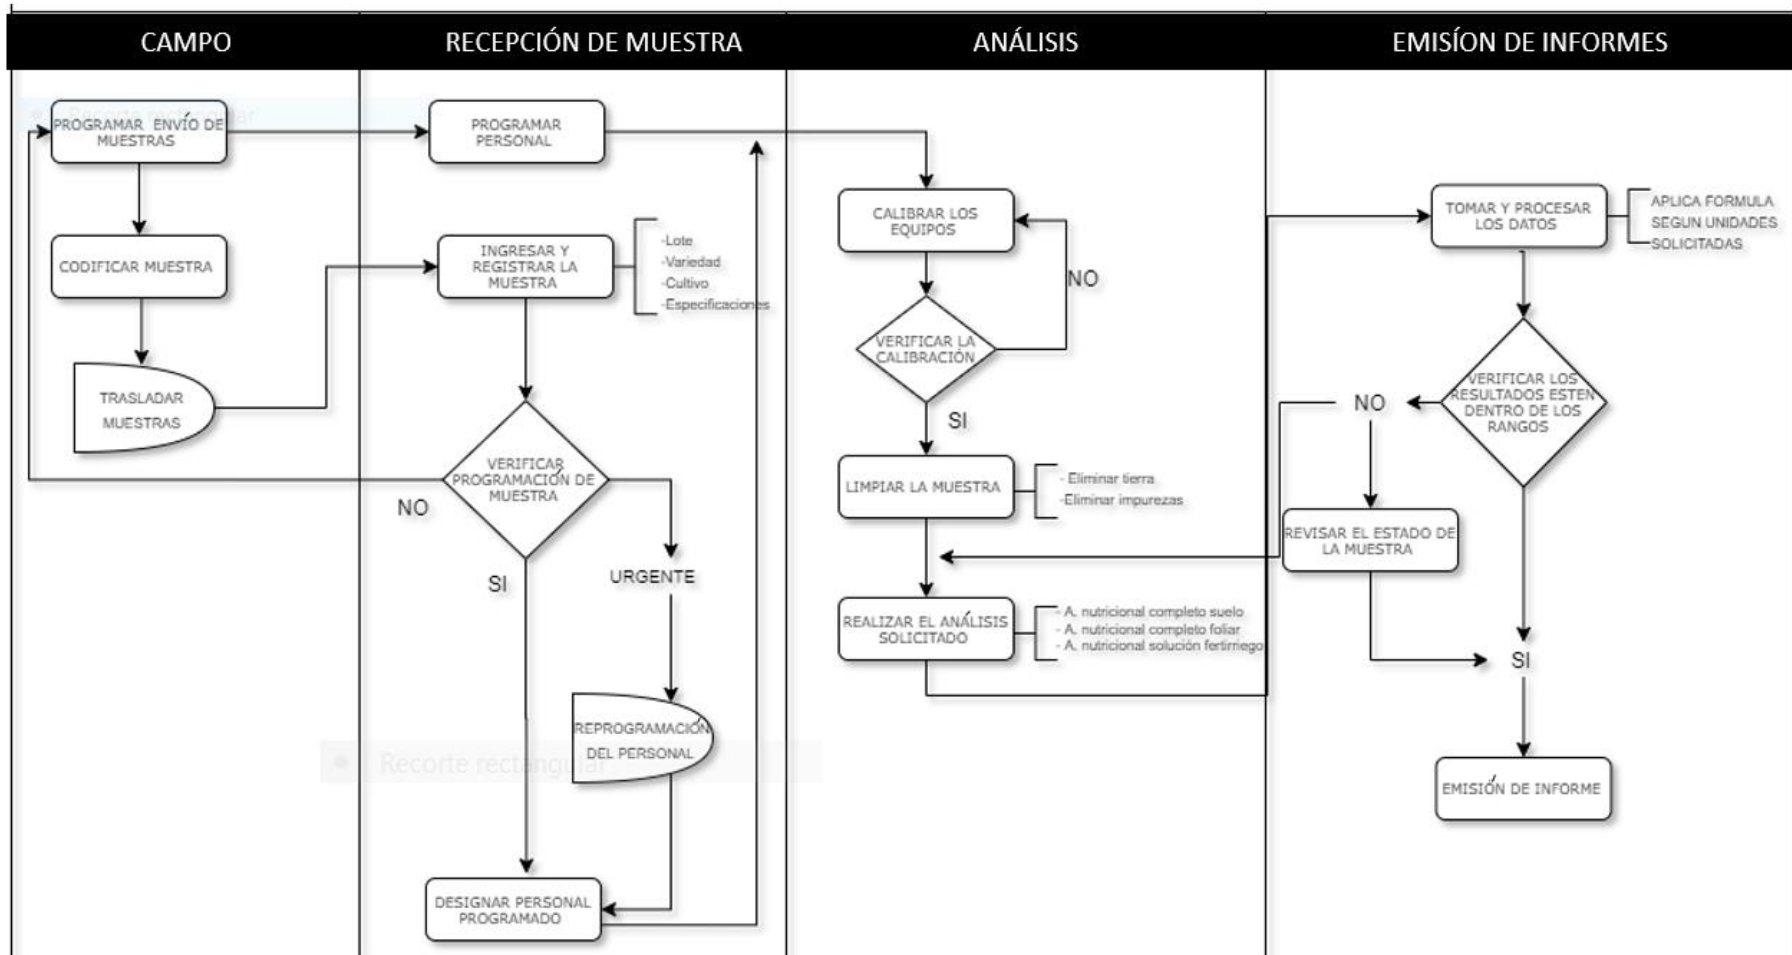 CAMPO
RECEPCIÓN DE MUESTRA
ANÁLISIS
EMISÍON DE INFORMES
Recorte rectangular
PROGRAMAR ENVÍO DE
MUESTRAS
CODIFICAR MUESTRA
TRASLADAR
MUESTRAS
PROGRAMAR
PERSONAL
INGRESAR Y
REGISTRAR LA
MUESTRA
-Lote
-Variedad
-Cultivo
-Especificaciones
VERIFICAR
PROGRAMACIÓN DE
MUESTRA
NO
SI
URGENTE
REPROGRAMACIÓN
DEL PERSONAL
Recorte rectangular
DESIGNAR PERSONAL
PROGRAMADO
CALIBRAR LOS
EQUIPOS
NO
VERIFICAR LA
CALIBRACIÓN
SI
LIMPIAR LA MUESTRA
- Eliminar tierra
-Eliminar impurezas
REALIZAR EL ANÁLISIS
SOLICITADO
- A. nutricional completo suelo
- A. nutricional completo foliar
- A. nutricional solución fertirriego
TOMAR Y PROCESAR
LOS DATOS
APLICA FORMULA
SEGUN UNIDADES
SOLICITADAS
VERIFICAR LOS
RESULTADOS ESTEN
DENTRO DE LOS
RANGOS
NO
REVISAR EL ESTADO DE
LA MUESTRA
SI
EMISIÓN DE INFORME